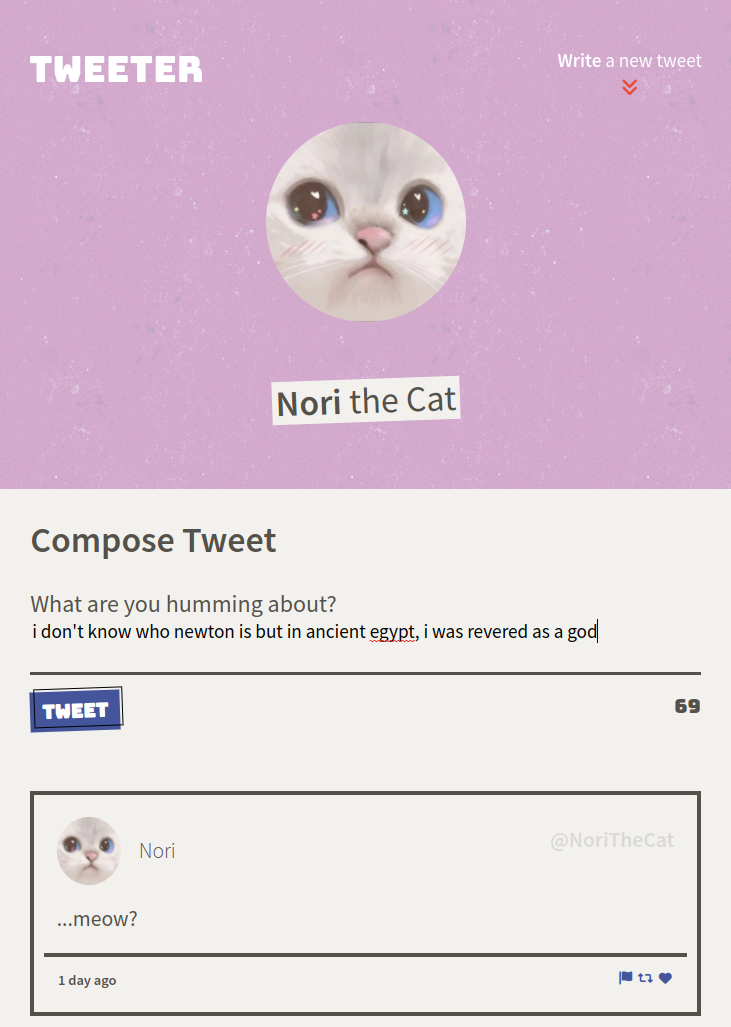 TWEETER
Write a new tweet
Nori the Cat
Compose Tweet
What are you humming about?
i don't know who newton is but in ancient egypt, i was revered as a god
TWEET
69
Nori
@NoriTheCat
...meow?
1 day ago